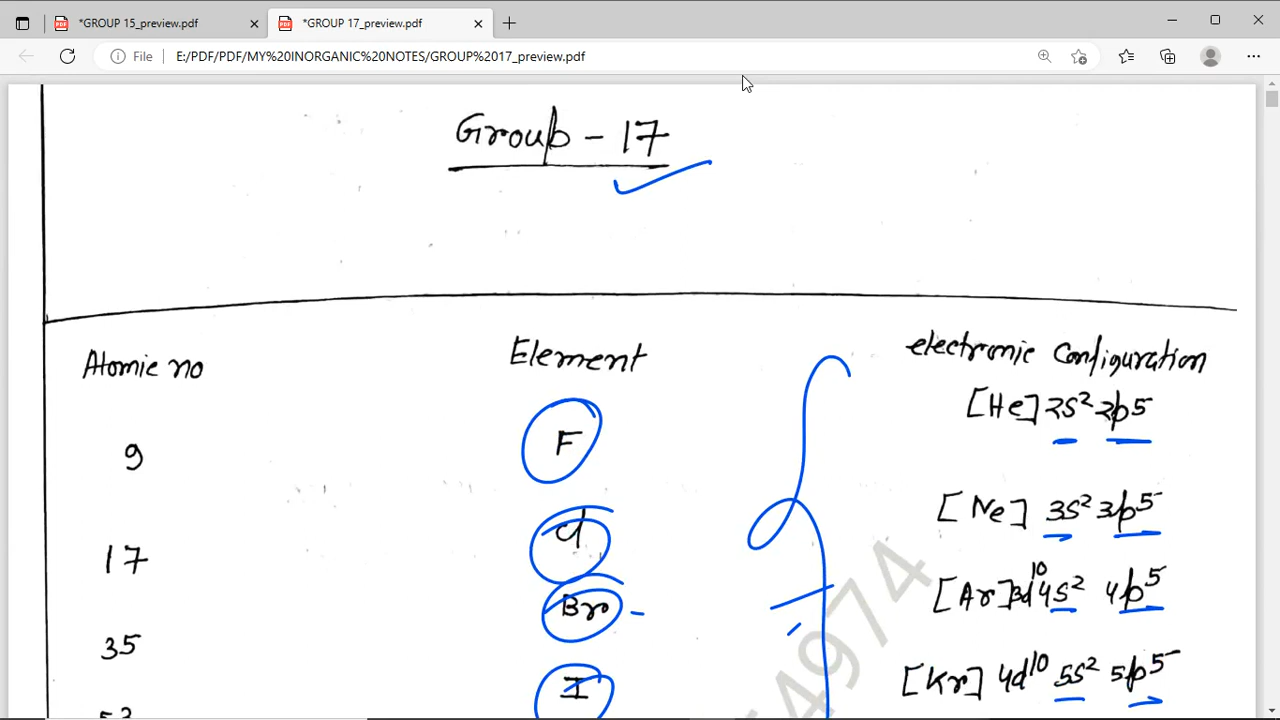 *GROUP 15_preview.pdf
*GROUP 17_preview.pdf
File E:/PDF/PDF/MY%20INORGANIC%20NOTES/GROUP%2017_preview.pdf
Group - 17
Atomic no Element electronic configuration
9 F [He] 2s² 2p⁵
17 Cl [Ne] 3s² 3p⁵
35 Br [Ar] 3d¹⁰ 4s² 4p⁵
53 I [Kr] 4d¹⁰ 5s² 5p⁵
4974